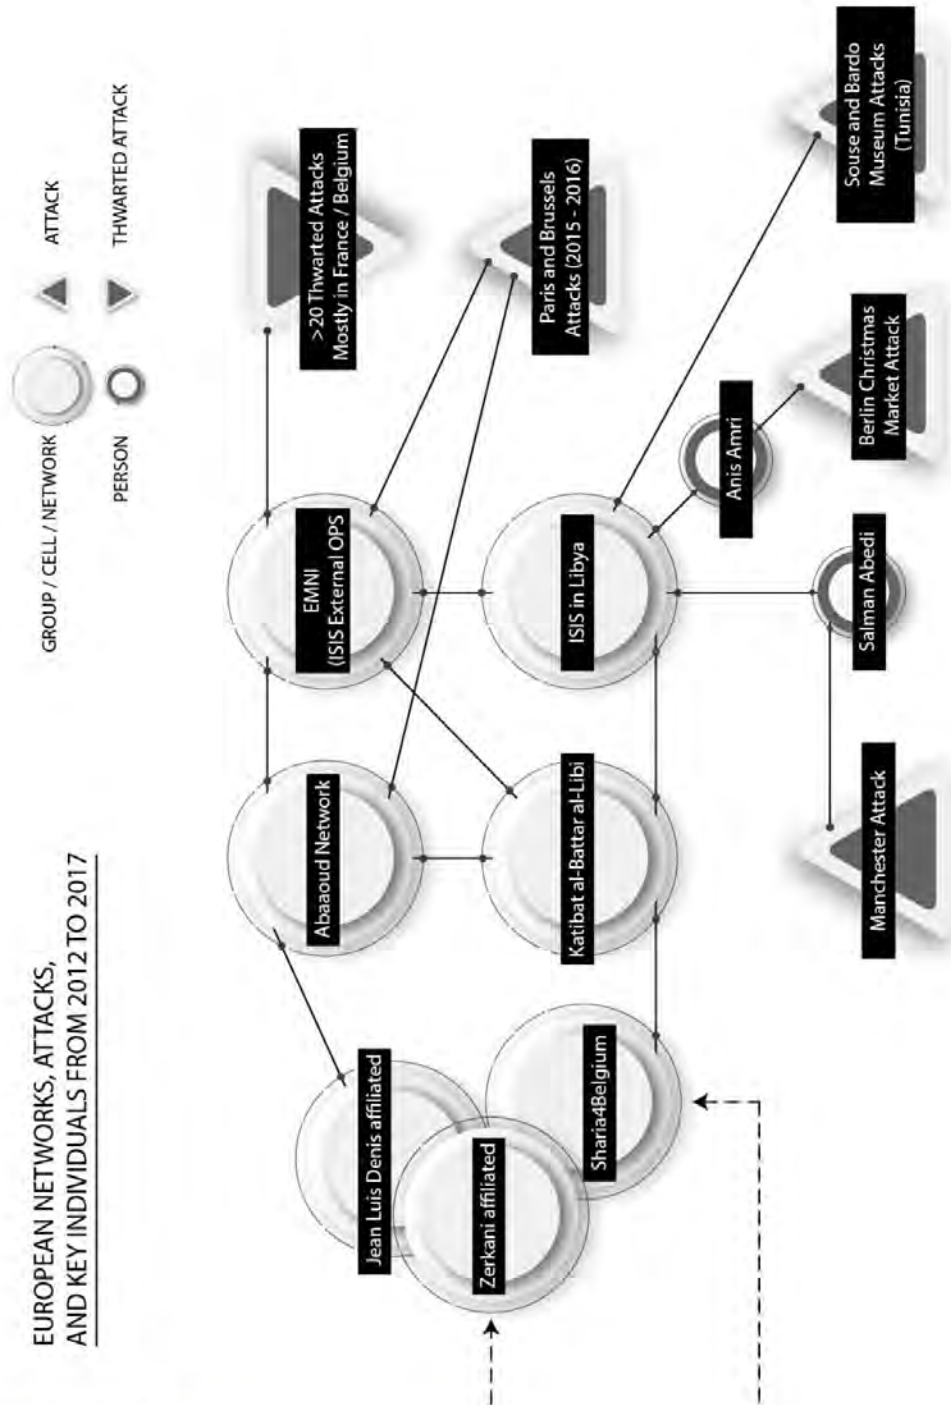 EUROPEAN NETWORKS, ATTACKS,
AND KEY INDIVIDUALS FROM 2012 TO 2017
GROUP / CELL / NETWORK
ATTACK
PERSON
THWARTED ATTACK
Jean Luis Denis affiliated
Zerkani affiliated
Sharia4Belgium
Abaaoud Network
Katibat al-Battar al-Libi
EMNI
(ISIS External OPS
ISIS in Libya
>20 Thwarted Attacks
Mostly in France / Belgium
Paris and Brussels
Attacks (2015 - 2016)
Manchester Attack
Salman Abedi
Anis Amri
Berlin Christmas
Market Attack
Souse and Bardo
Museum Attacks
(Tunisia)